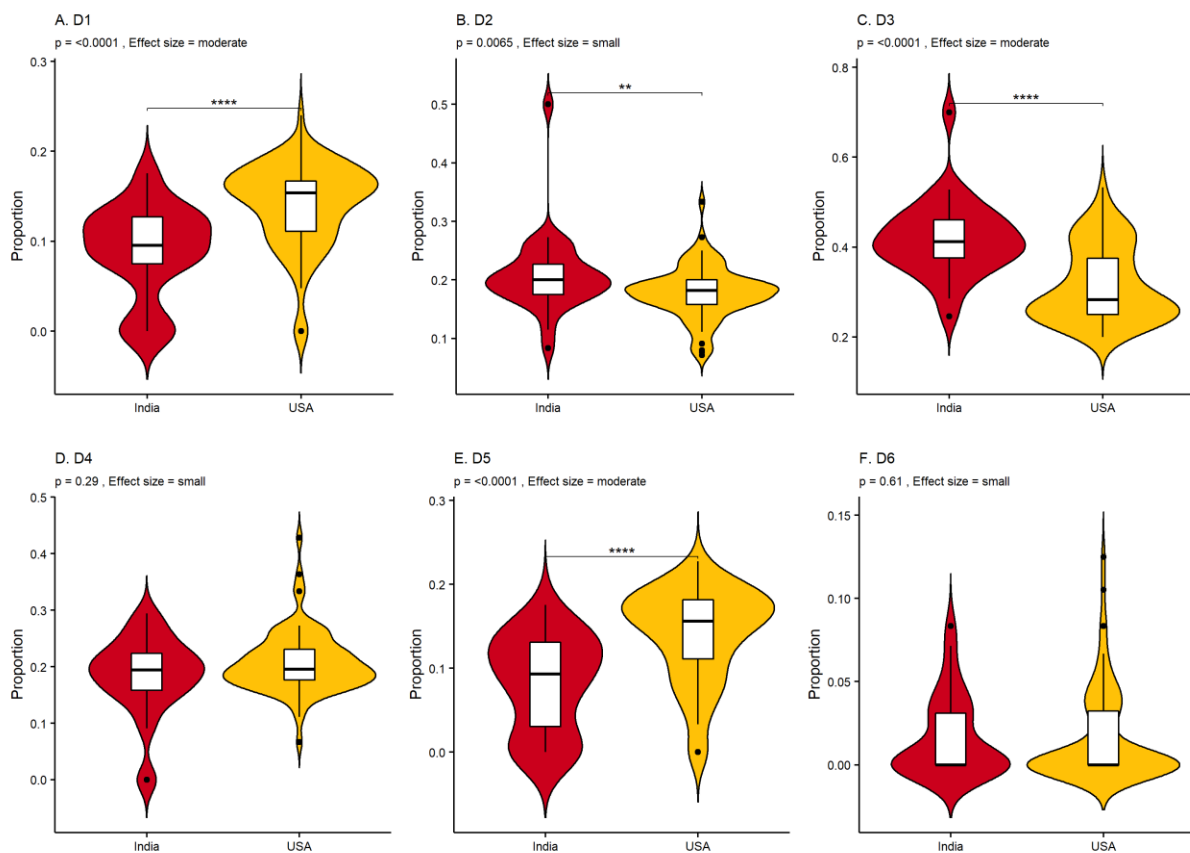 A. D1
p = <0.0001 , Effect size = moderate
0.3
0.2
0.1
0.0
Proportion
****
India
USA
B. D2
p = 0.0065 , Effect size = small
0.5
0.4
0.3
0.2
0.1
Proportion
**
India
USA
C. D3
p = <0.0001 , Effect size = moderate
0.8
0.6
0.4
0.2
Proportion
****
India
USA
D. D4
p = 0.29 , Effect size = small
0.5
0.4
0.3
0.2
0.1
0.0
Proportion
India
USA
E. D5
p = <0.0001 , Effect size = moderate
0.3
0.2
0.1
0.0
Proportion
****
India
USA
F. D6
p = 0.61 , Effect size = small
0.15
0.10
0.05
0.00
Proportion
India
USA